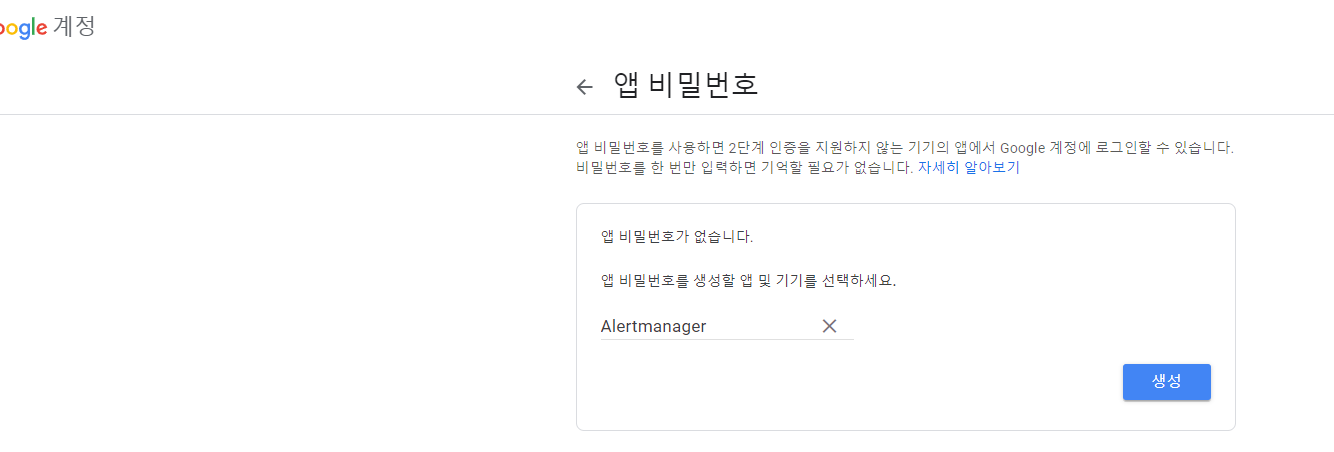 oogle 계정
앱 비밀번호
앱 비밀번호를 사용하면 2단계 인증을 지원하지 않는 기기의 앱에서 Google 계정에 로그인할 수 있습니다.
비밀번호를 한 번만 입력하면 기억할 필요가 없습니다. 자세히 알아보기
앱 비밀번호가 없습니다.
앱 비밀번호를 생성할 앱 및 기기를 선택하세요.
Alertmanager
생성